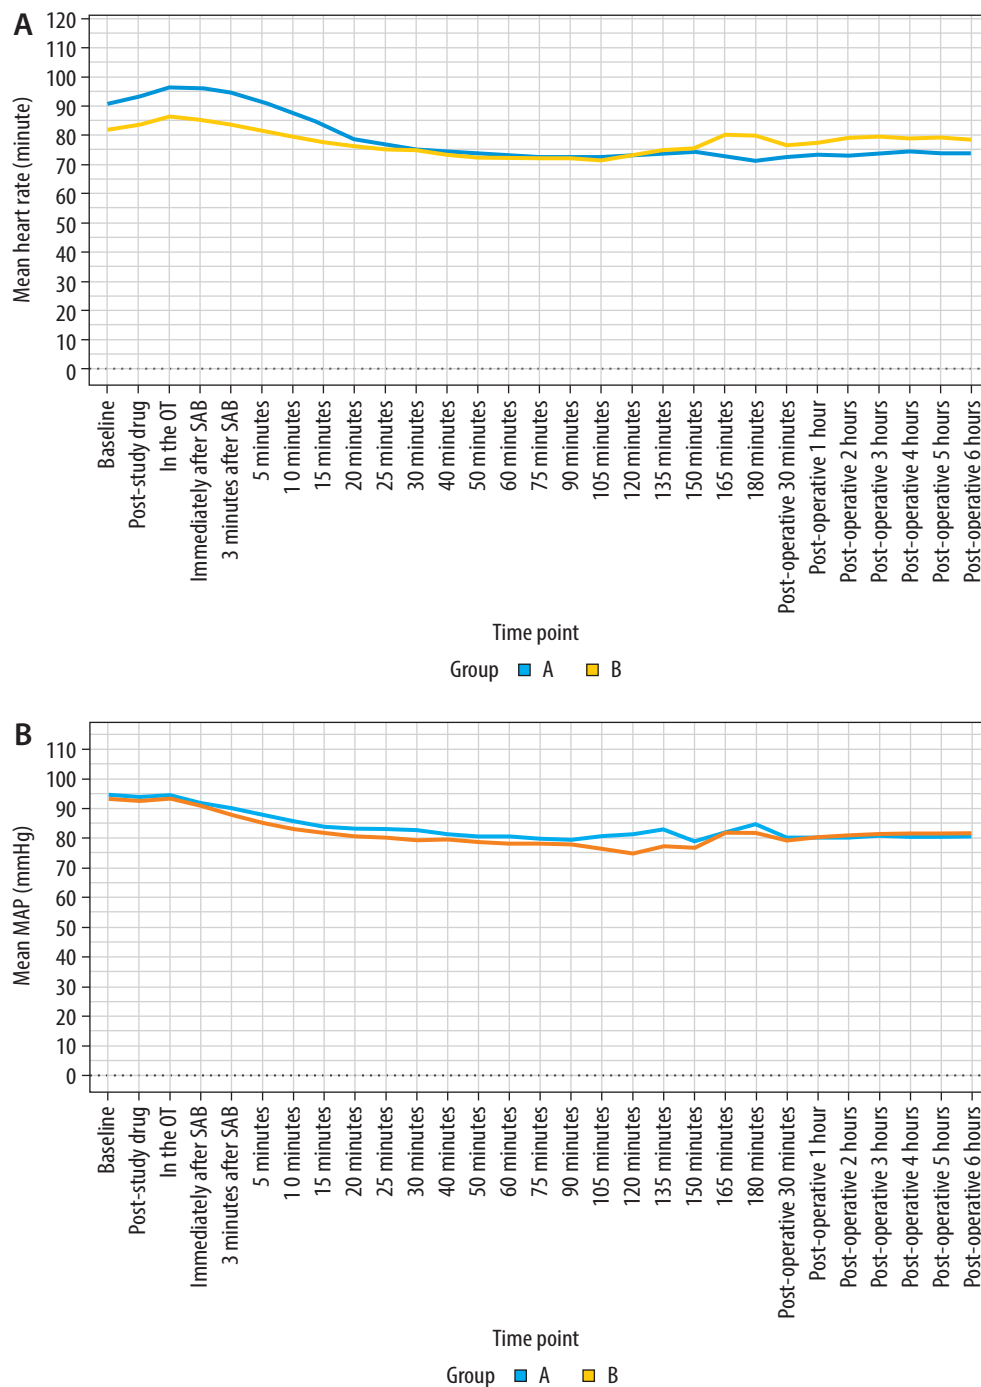 A
120
110
100
90
80
70
60
50
40
30
20
10
0
Mean heart rate (minute)
Baseline
Post-study drug
In the OT
Immediately after SAB
3 minutes after SAB
5 minutes
1 0 minutes
15 minutes
20 minutes
25 minutes
30 minutes
40 minutes
50 minutes
60 minutes
75 minutes
90 minutes
105 minutes
120 minutes
135 minutes
150 minutes
165 minutes
180 minutes
Post-operative 30 minutes
Post-operative 1 hour
Post-operative 2 hours
Post-operative 3 hours
Post-operative 4 hours
Post-operative 5 hours
Post-operative 6 hours
Time point
Group A B
B
110
100
90
80
70
60
50
40
30
20
10
0
Mean MAP (mmHg)
Baseline
Post-study drug
In the OT
Immediately after SAB
3 minutes after SAB
5 minutes
1 0 minutes
15 minutes
20 minutes
25 minutes
30 minutes
40 minutes
50 minutes
60 minutes
75 minutes
90 minutes
105 minutes
120 minutes
135 minutes
150 minutes
165 minutes
180 minutes
Post-operative 30 minutes
Post-operative 1 hour
Post-operative 2 hours
Post-operative 3 hours
Post-operative 4 hours
Post-operative 5 hours
Post-operative 6 hours
Time point
Group A B